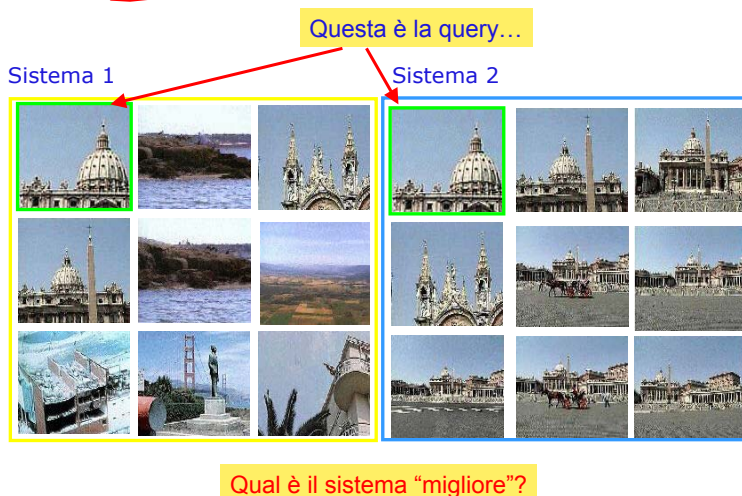 Questa è la query…
Sistema 1
Sistema 2
Qual è il sistema “migliore”?